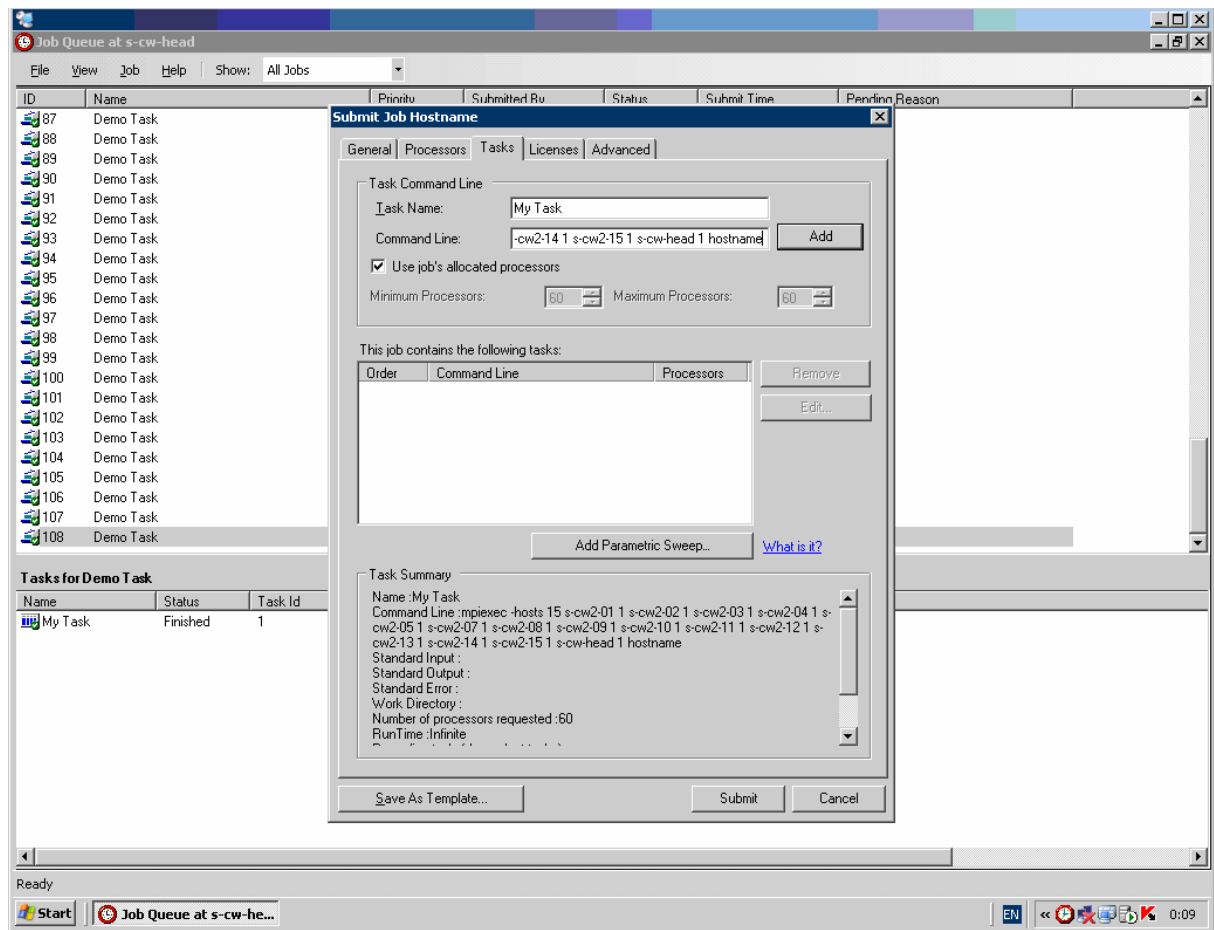 Job Queue at s-cw-head
File View Job Help Show: All Jobs
ID Name Priority Submitted By Status Submit Time Pending Reason
87 Demo Task
88 Demo Task
89 Demo Task
90 Demo Task
91 Demo Task
92 Demo Task
93 Demo Task
94 Demo Task
95 Demo Task
96 Demo Task
97 Demo Task
98 Demo Task
99 Demo Task
100 Demo Task
101 Demo Task
102 Demo Task
103 Demo Task
104 Demo Task
105 Demo Task
106 Demo Task
107 Demo Task
108 Demo Task
Tasks for Demo Task
Name Status Task Id
My Task Finished 1
Submit Job Hostname
General Processors Tasks Licenses Advanced
Task Command Line
Task Name: My Task
Command Line: -cw2-14 1 s-cw2-15 1 s-cw-head 1 hostname Add
Use job's allocated processors
Minimum Processors: 60 Maximum Processors: 60
This job contains the following tasks:
Order Command Line Processors
Remove
Edit...
Add Parametric Sweep... What is it?
Task Summary
Name :My Task
Command Line :mpiexec -hosts 15 s-cw2-01 1 s-cw2-02 1 s-cw2-03 1 s-cw2-04 1 s-
cw2-05 1 s-cw2-07 1 s-cw2-08 1 s-cw2-09 1 s-cw2-10 1 s-cw2-11 1 s-cw2-12 1 s-
cw2-13 1 s-cw2-14 1 s-cw2-15 1 s-cw-head 1 hostname
Standard Input :
Standard Output :
Standard Error :
Work Directory :
Number of processors requested :60
RunTime :Infinite
Save As Template... Submit Cancel
Ready
Start Job Queue at s-cw-he... EN « 0:09